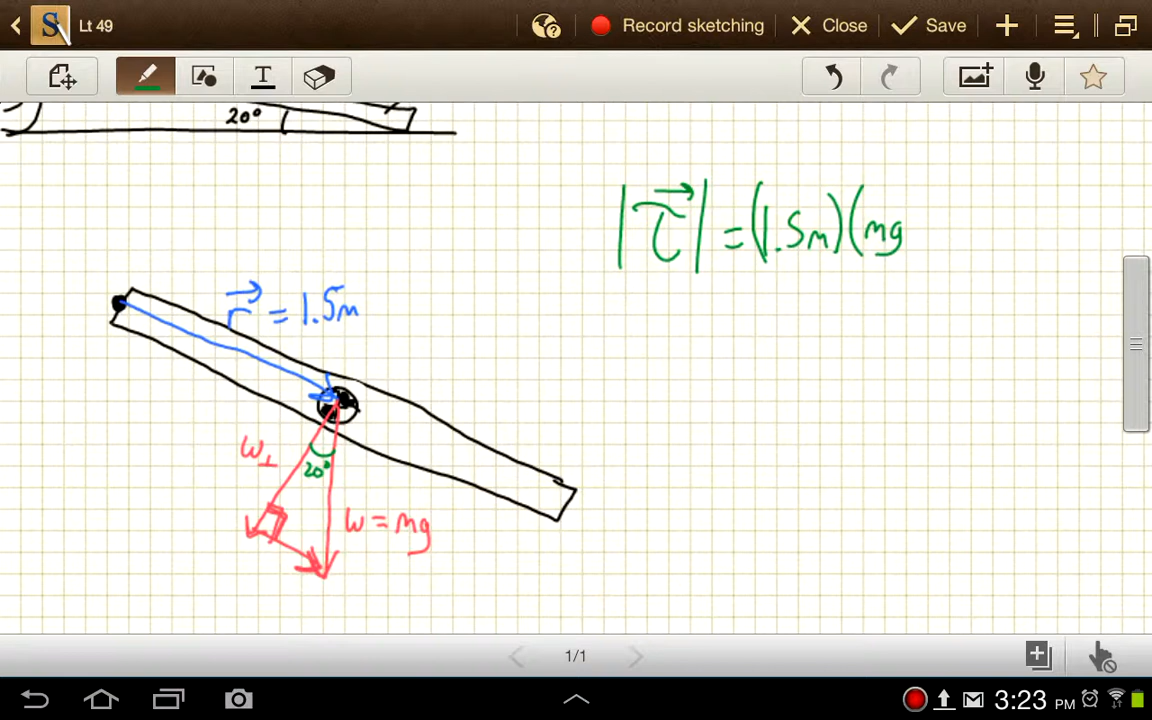 Lt 49
Record sketching
Close
Save
20°
|τ⃗| = (1.5m)(mg
r⃗ = 1.5m
w⊥
20°
w = mg
1/1
3:23 PM